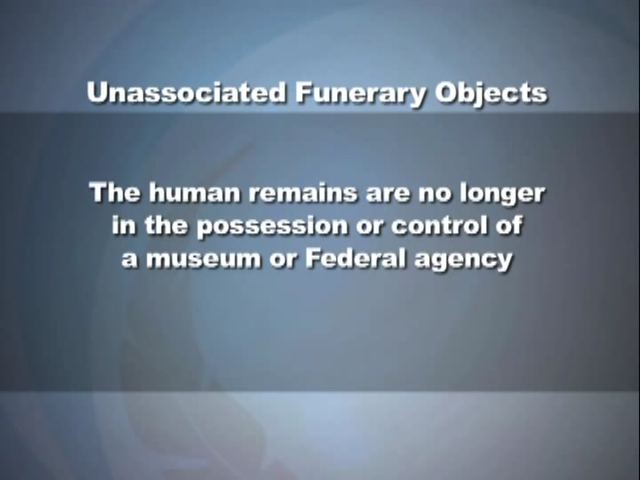 Unassociated Funerary Objects
The human remains are no longer
in the possession or control of
a museum or Federal agency